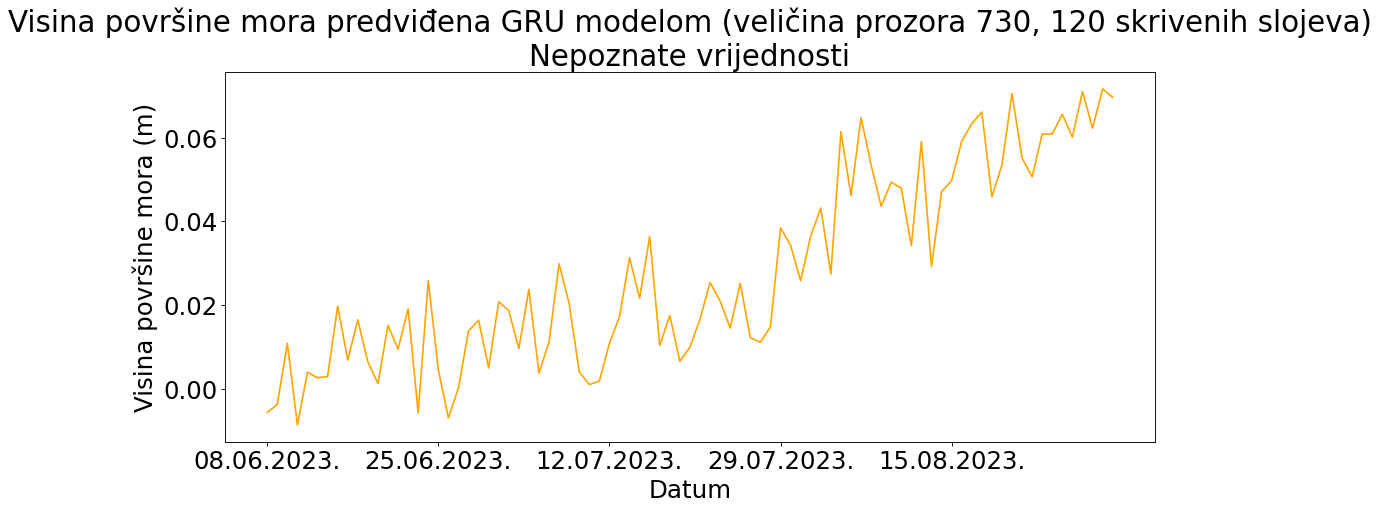 Visina površine mora predviđena GRU modelom (veličina prozora 730, 120 skrivenih slojeva)
Nepoznate vrijednosti
Visina površine mora (m)
0.06
0.04
0.02
0.00
08.06.2023. 25.06.2023. 12.07.2023. 29.07.2023. 15.08.2023.
Datum